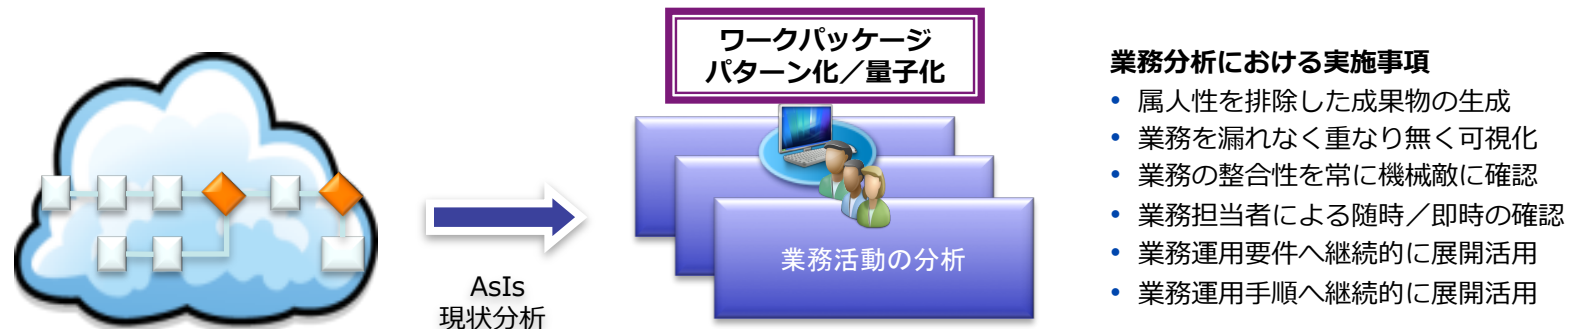 ワークパッケージ
パターン化／量子化
業務活動の分析
AsIs
現状分析
業務分析における実施事項
• 属人性を排除した成果物の生成
• 業務を漏れなく重なり無く可視化
• 業務の整合性を常に機械敵に確認
• 業務担当者による随時／即時の確認
• 業務運用要件へ継続的に展開活用
• 業務運用手順へ継続的に展開活用